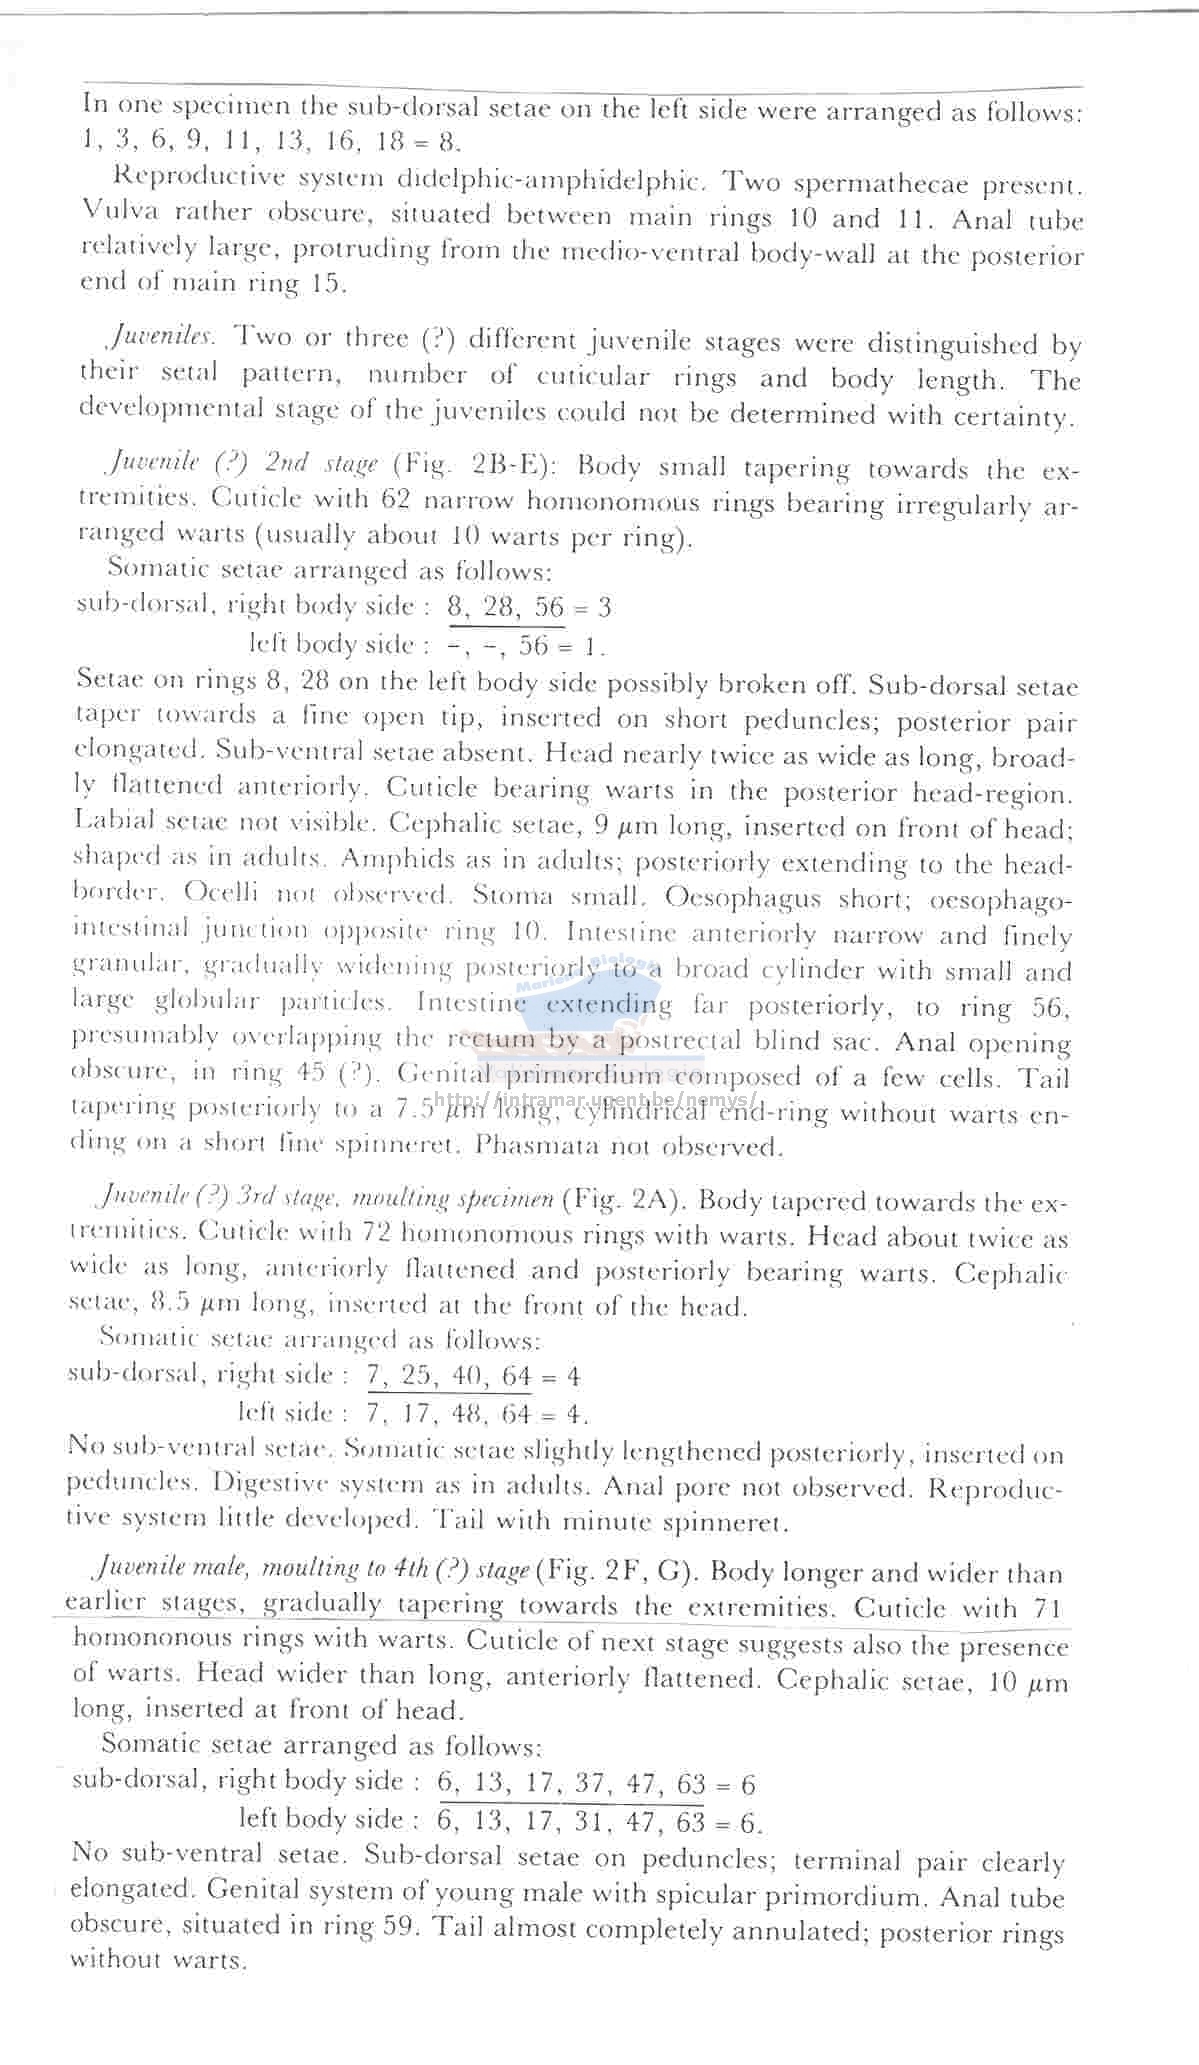 In one specimen the sub-dorsal setae on the left side were arranged as follows:
1, 3, 6, 9, 11, 13, 16, 18 = 8.
Reproductive system didelphic-amphidelphic. Two spermathecae present.
Vulva rather obscure, situated between main rings 10 and 11. Anal tube
relatively large, protruding from the medio-ventral body-wall at the posterior
end of main ring 15.
Juveniles. Two or three (?) different juvenile stages were distinguished by
their setal pattern, number of cuticular rings and body length. The
developmental stage of the juveniles could not be determined with certainty.
Juvenile (?) 2nd stage (Fig. 2B-E): Body small tapering towards the ex-
tremities. Cuticle with 62 narrow homonomous rings bearing irregularly ar-
ranged warts (usually about 10 warts per ring).
Somatic setae arranged as follows:
sub-dorsal, right body side : 8, 28, 56 = 3
left body side : –, –, 56 = 1.
Setae on rings 8, 28 on the left body side possibly broken off. Sub-dorsal setae
taper towards a fine open tip, inserted on short peduncles; posterior pair
elongated. Sub-ventral setae absent. Head nearly twice as wide as long, broad-
ly flattened anteriorly. Cuticle bearing warts in the posterior head-region.
Labial setae not visible. Cephalic setae, 9 μm long, inserted on front of head;
shaped as in adults. Amphids as in adults; posteriorly extending to the head-
border. Ocelli not observed. Stoma small. Oesophagus short; oesophago-
intestinal junction opposite ring 10. Intestine anteriorly narrow and finely
granular, gradually widening posteriorly to a broad cylinder with small and
large globular particles. Intestine extending far posteriorly, to ring 56,
presumably overlapping the rectum by a postrectal blind sac. Anal opening
obscure, in ring 45 (?). Genital primordium composed of a few cells. Tail
tapering posteriorly to a 7.5 μm long, cylindrical end-ring without warts en-
http://intramar.ugent.be/nemys/
ding on a short fine spinneret. Phasmata not observed.
Juvenile (?) 3rd stage, moulting specimen (Fig. 2A). Body tapered towards the ex-
tremities. Cuticle with 72 homonomous rings with warts. Head about twice as
wide as long, anteriorly flattened and posteriorly bearing warts. Cephalic
setae, 8.5 μm long, inserted at the front of the head.
Somatic setae arranged as follows:
sub-dorsal, right side : 7, 25, 40, 64 = 4
left side : 7, 17, 48, 64 = 4.
No sub-ventral setae. Somatic setae slightly lengthened posteriorly, inserted on
peduncles. Digestive system as in adults. Anal pore not observed. Reproduc-
tive system little developed. Tail with minute spinneret.
Juvenile male, moulting to 4th (?) stage (Fig. 2F, G). Body longer and wider than
earlier stages, gradually tapering towards the extremities. Cuticle with 71
homononous rings with warts. Cuticle of next stage suggests also the presence
of warts. Head wider than long, anteriorly flattened. Cephalic setae, 10 μm
long, inserted at front of head.
Somatic setae arranged as follows:
sub-dorsal, right body side : 6, 13, 17, 37, 47, 63 = 6
left body side : 6, 13, 17, 31, 47, 63 = 6.
No sub-ventral setae. Sub-dorsal setae on peduncles; terminal pair clearly
elongated. Genital system of young male with spicular primordium. Anal tube
obscure, situated in ring 59. Tail almost completely annulated; posterior rings
without warts.